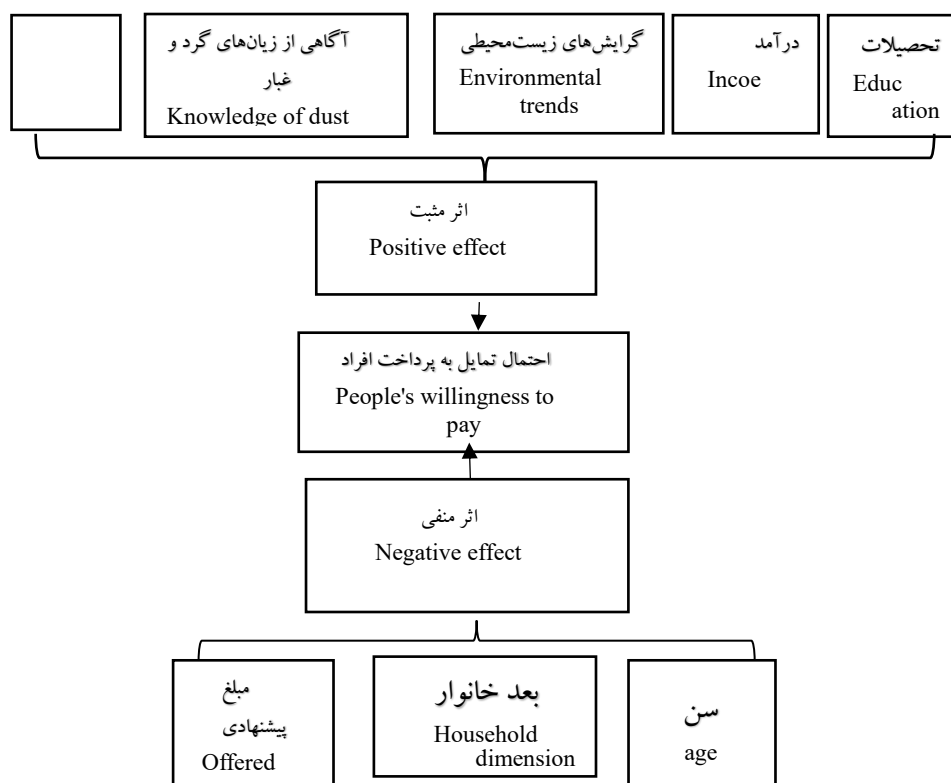 آگاهی از زیان‌های گرد و
غبار
Knowledge of dust
گرایش‌های زیست‌محیطی
Environmental
trends
درآمد
Incoe
تحصیلات
Educ
ation
اثر مثبت
Positive effect
احتمال تمایل به پرداخت افراد
People's willingness to
pay
اثر منفی
Negative effect
مبلغ
پیشنهادی
Offered
بعد خانوار
Household
dimension
سن
age